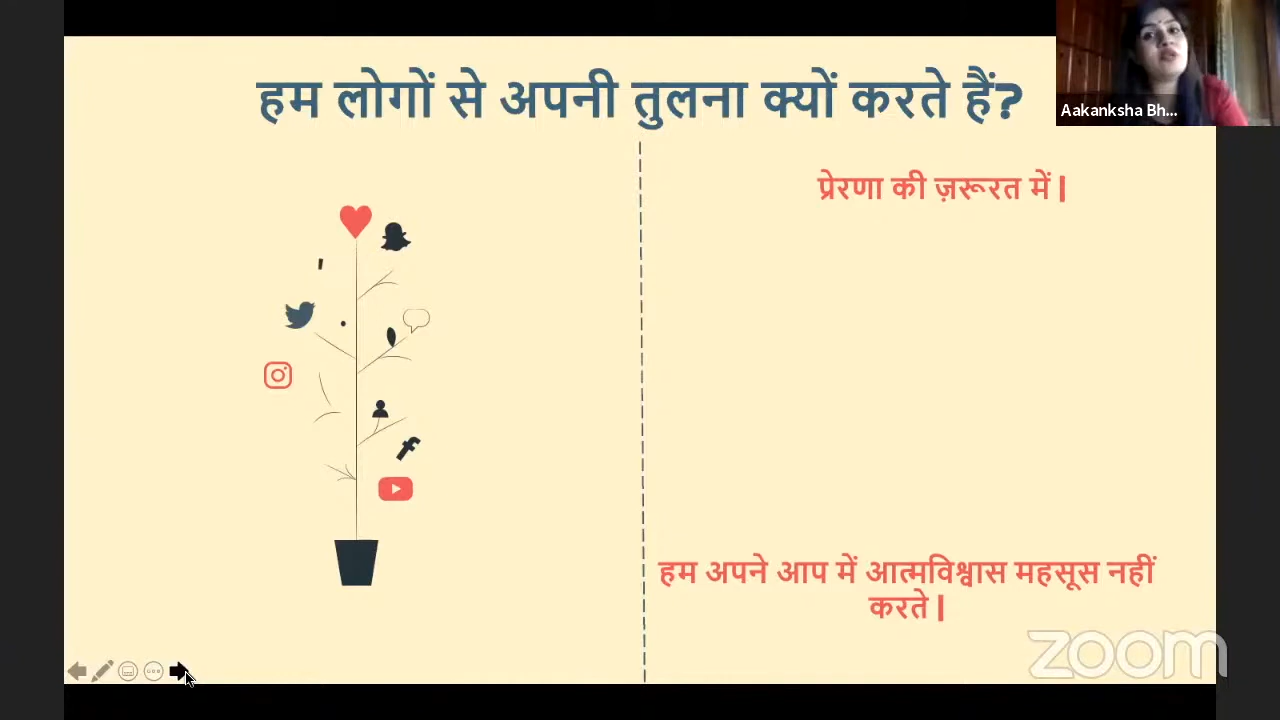 हम लोगों से अपनी तुलना क्यों करते हैं?
Aakanksha Bh...
प्रेरणा की ज़रूरत में |
हम अपने आप में आत्मविश्वास महसूस नहीं
करते |
zoom